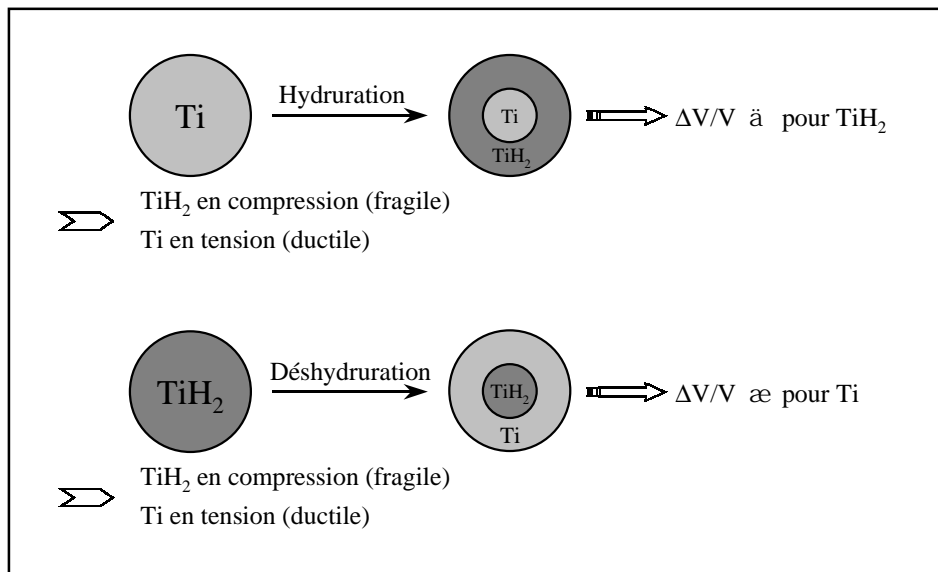 Ti
Hydruration
Ti
TiH₂
ΔV/V ä pour TiH₂
TiH₂ en compression (fragile)
Ti en tension (ductile)
TiH₂
Déshydruration
TiH₂
Ti
ΔV/V æ pour Ti
TiH₂ en compression (fragile)
Ti en tension (ductile)